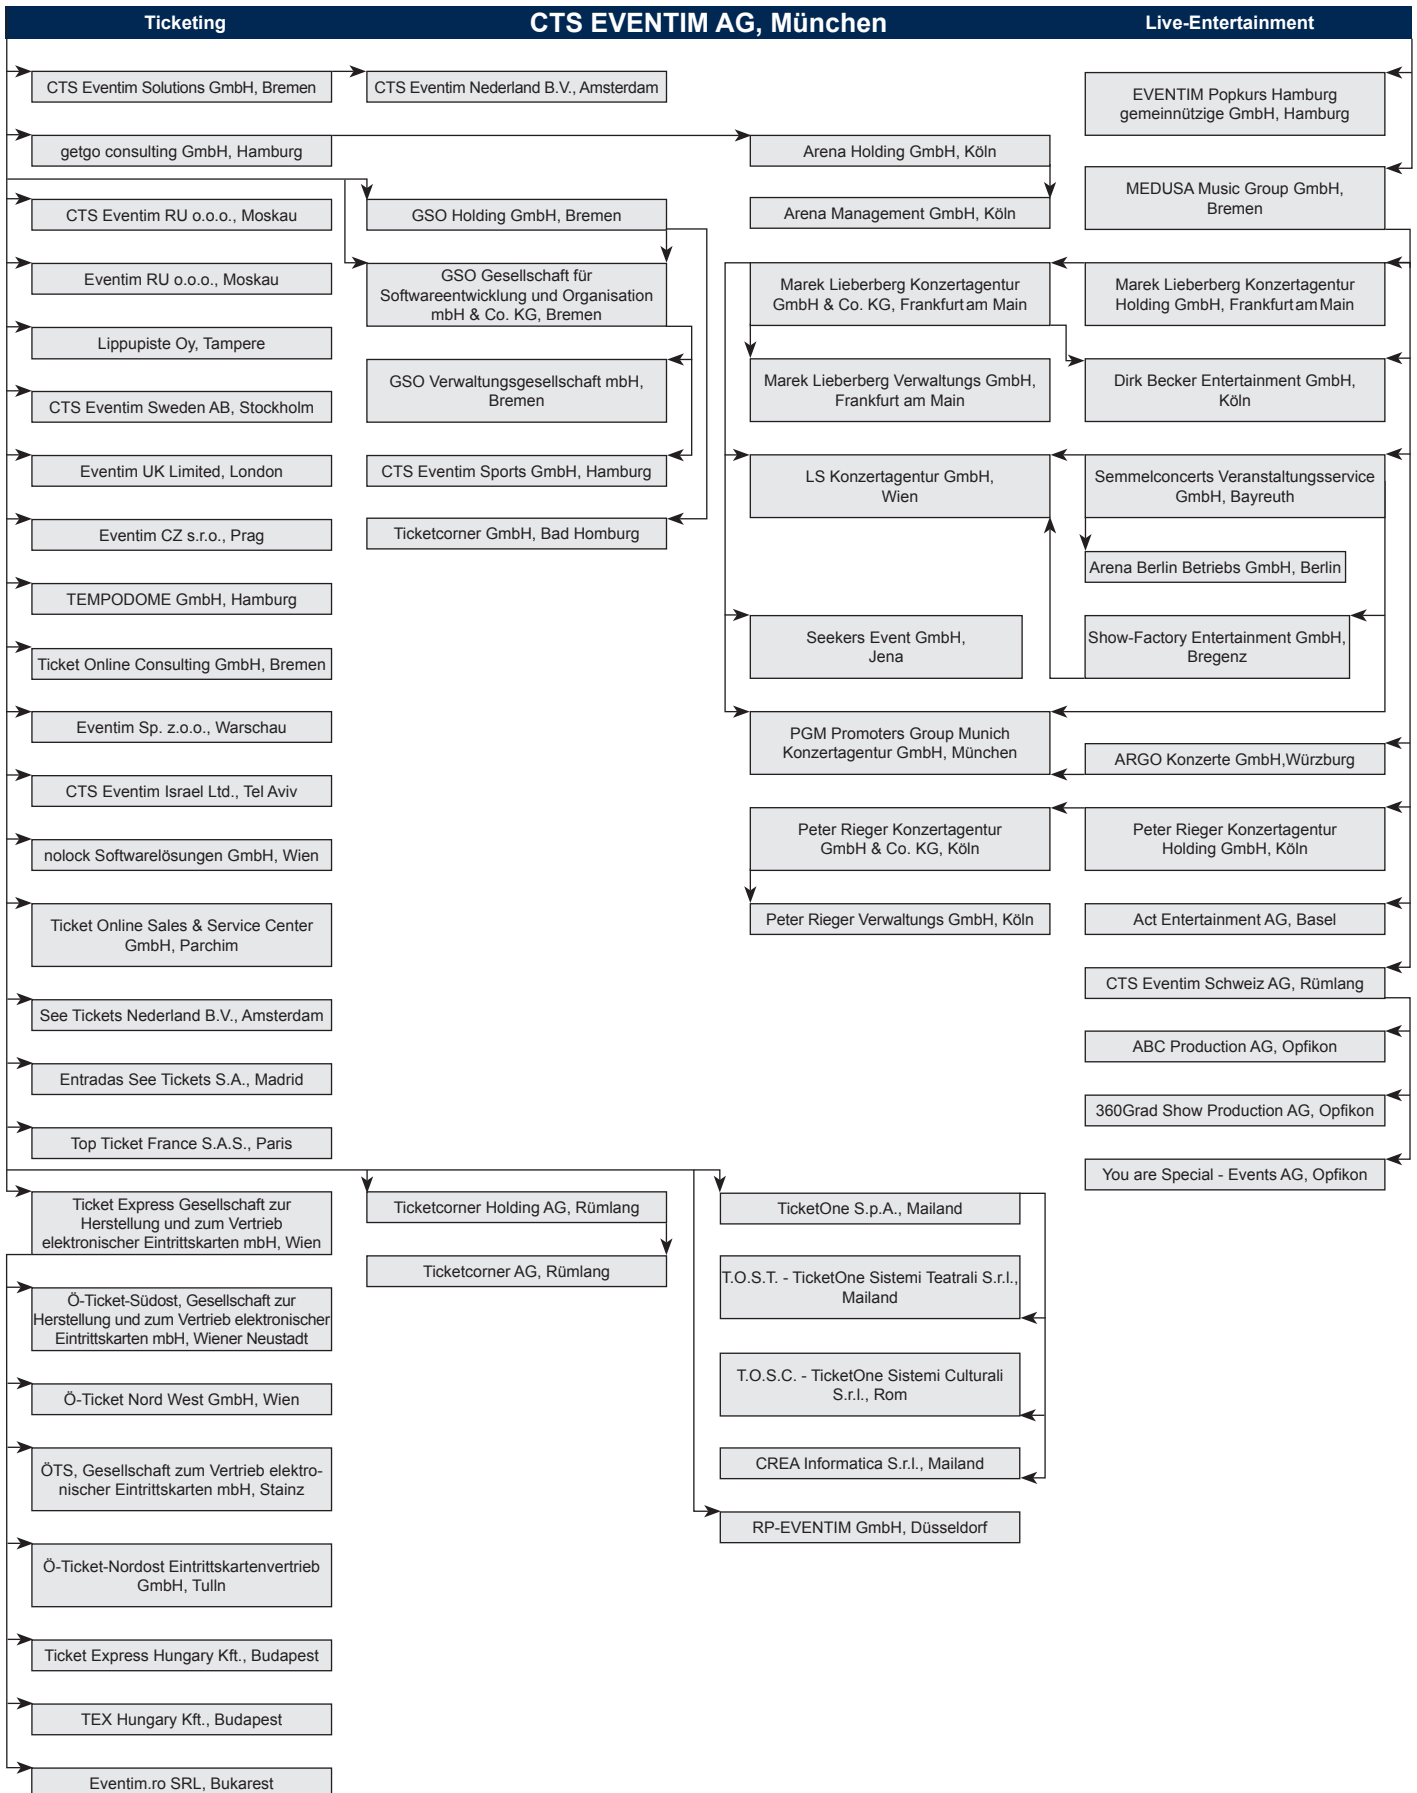 Ticketing
CTS EVENTIM AG, München
Live-Entertainment
CTS Eventim Solutions GmbH, Bremen
CTS Eventim Nederland B.V., Amsterdam
EVENTIM Popkurs Hamburg
gemeinnützige GmbH, Hamburg
getgo consulting GmbH, Hamburg
Arena Holding GmbH, Köln
MEDUSA Music Group GmbH,
Bremen
CTS Eventim RU o.o.o., Moskau
GSO Holding GmbH, Bremen
Arena Management GmbH, Köln
Eventim RU o.o.o., Moskau
GSO Gesellschaft für
Softwareentwicklung und Organisation
mbH & Co. KG, Bremen
Marek Lieberberg Konzertagentur
GmbH & Co. KG, Frankfurt am Main
Marek Lieberberg Konzertagentur
Holding GmbH, Frankfurt am Main
Lippupiste Oy, Tampere
GSO Verwaltungsgesellschaft mbH,
Bremen
Marek Lieberberg Verwaltungs GmbH,
Frankfurt am Main
Dirk Becker Entertainment GmbH,
Köln
CTS Eventim Sweden AB, Stockholm
Eventim UK Limited, London
CTS Eventim Sports GmbH, Hamburg
LS Konzertagentur GmbH,
Wien
Semmelconcerts Veranstaltungsservice
GmbH, Bayreuth
Eventim CZ s.r.o., Prag
Ticketcorner GmbH, Bad Homburg
Arena Berlin Betriebs GmbH, Berlin
TEMPODOME GmbH, Hamburg
Ticket Online Consulting GmbH, Bremen
Seekers Event GmbH,
Jena
Show-Factory Entertainment GmbH,
Bregenz
Eventim Sp. z.o.o., Warschau
PGM Promoters Group Munich
Konzertagentur GmbH, München
ARGO Konzerte GmbH,Würzburg
CTS Eventim Israel Ltd., Tel Aviv
nolock Softwarelösungen GmbH, Wien
Peter Rieger Konzertagentur
GmbH & Co. KG, Köln
Peter Rieger Konzertagentur
Holding GmbH, Köln
Ticket Online Sales & Service Center
GmbH, Parchim
Peter Rieger Verwaltungs GmbH, Köln
Act Entertainment AG, Basel
See Tickets Nederland B.V., Amsterdam
CTS Eventim Schweiz AG, Rümlang
Entradas See Tickets S.A., Madrid
ABC Production AG, Opfikon
Top Ticket France S.A.S., Paris
360Grad Show Production AG, Opfikon
You are Special - Events AG, Opfikon
Ticket Express Gesellschaft zur
Herstellung und zum Vertrieb
elektronischer Eintrittskarten mbH, Wien
Ticketcorner Holding AG, Rümlang
TicketOne S.p.A., Mailand
Ticketcorner AG, Rümlang
T.O.S.T. - TicketOne Sistemi Teatrali S.r.l.,
Mailand
Ö-Ticket-Südost, Gesellschaft zur
Herstellung und zum Vertrieb elektronischer
Eintrittskarten mbH, Wiener Neustadt
Ö-Ticket Nord West GmbH, Wien
T.O.S.C. - TicketOne Sistemi Culturali
S.r.l., Rom
ÖTS, Gesellschaft zum Vertrieb elektro-
nischer Eintrittskarten mbH, Stainz
CREA Informatica S.r.l., Mailand
RP-EVENTIM GmbH, Düsseldorf
Ö-Ticket-Nordost Eintrittskartenvertrieb
GmbH, Tulln
Ticket Express Hungary Kft., Budapest
TEX Hungary Kft., Budapest
Eventim.ro SRL, Bukarest